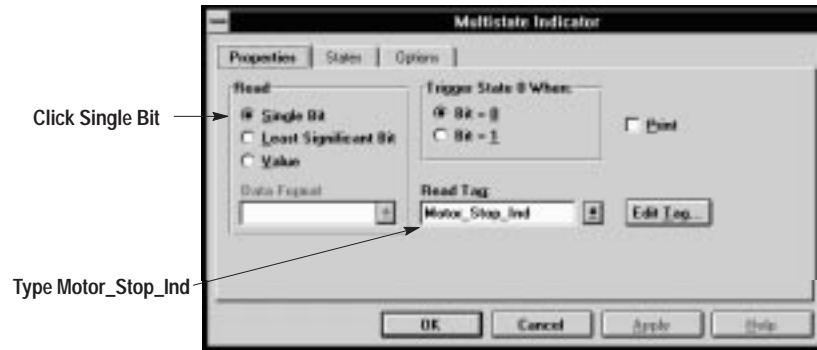 Multistate Indicator
Properties States Options
Read
Click Single Bit
Single Bit
Least Significant Bit
Value
Data Format
Trigger State 0 When:
Bit = 0
Bit = 1
Print
Read Tag:
Motor_Stop_Ind
Edit Tag...
Type Motor_Stop_Ind
OK Cancel Apply Help